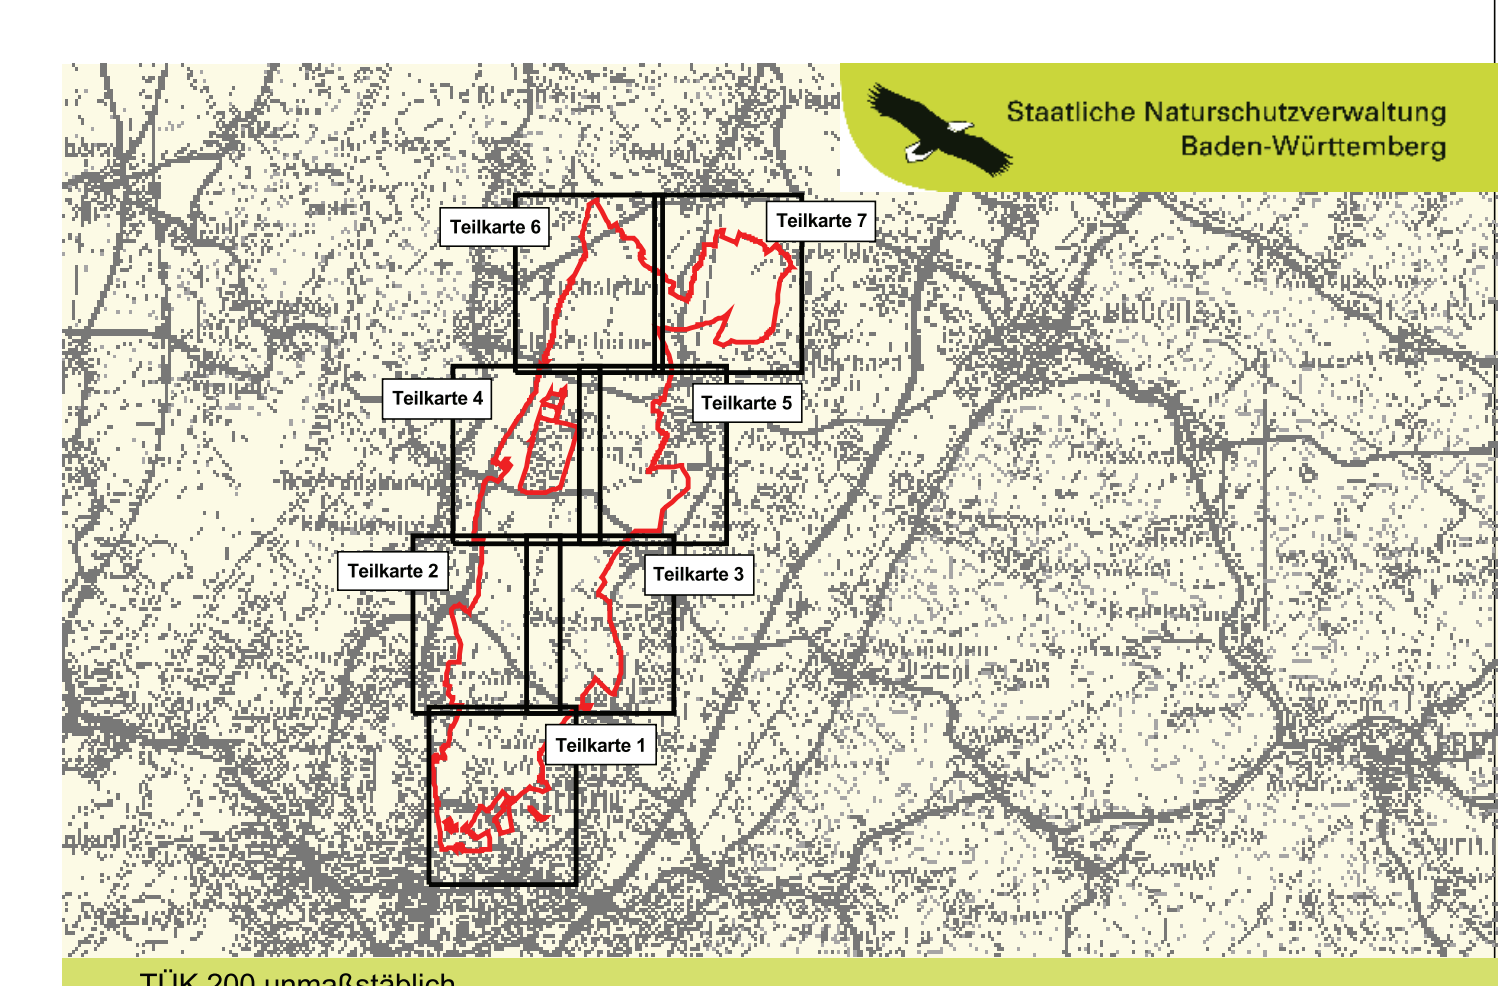 Staatliche Naturschutzverwaltung
Baden-Württemberg
Teilkarte 6
Teilkarte 7
Teilkarte 4
Teilkarte 5
Teilkarte 2
Teilkarte 3
Teilkarte 1
TÜK 200 unmaßstäblich